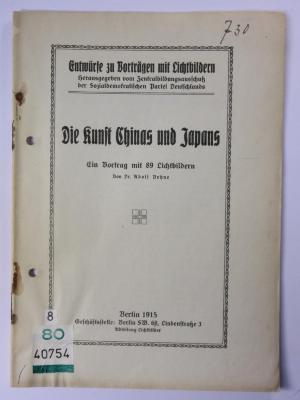 730
Entwürfe zu Vorträgen mit Lichtbildern
Herausgegeben vom Zentralbildungsausschuß
der Sozialdemokratischen Partei Deutschlands
Die Kunst Chinas und Japans
Ein Vortrag mit 89 Lichtbildern
Von Dr. Adolf Behne
Berlin 1915
Geschäftsstelle: Berlin SW. 68, Lindenstraße 3
Abteilung Lichtbilder
8
80
40754